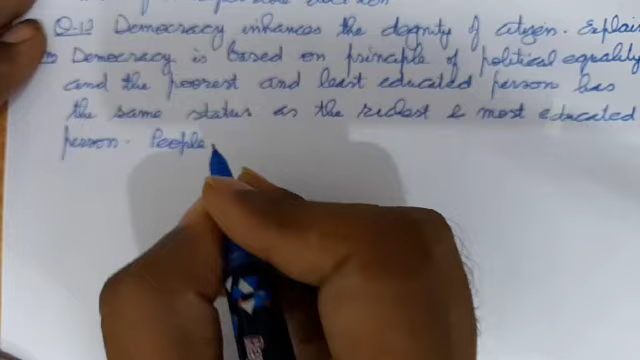 Q.13 Democracy enhances the dignity of citizen. Explain
Democracy is based on principle of political equality
and the poorest and least educated person has
the same status as the richest & most educated
person. People